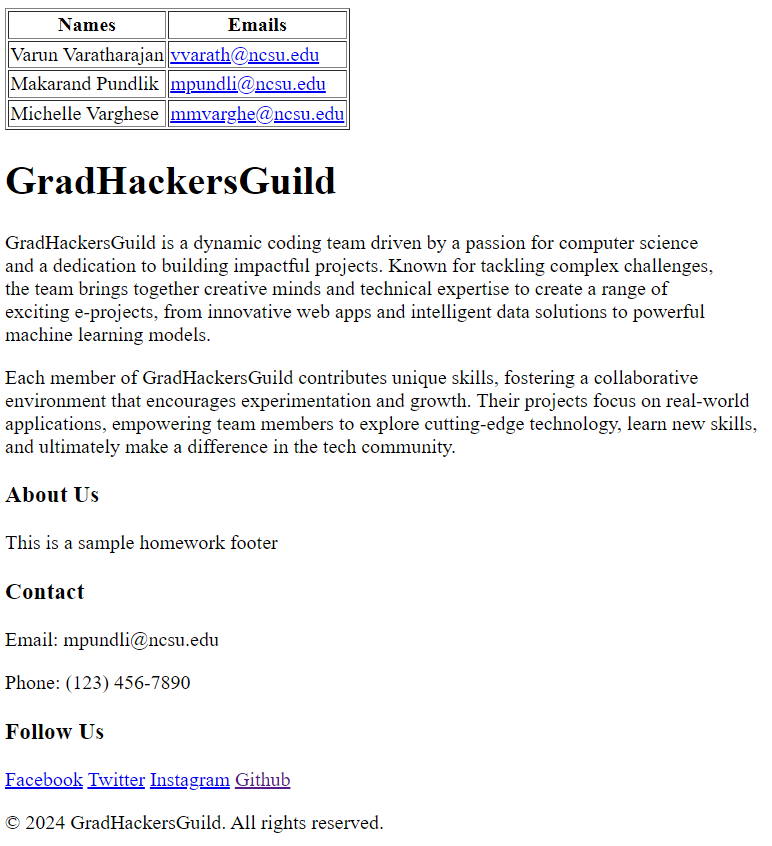 Names Emails
Varun Varatharajan vvarath@ncsu.edu
Makarand Pundlik mpundli@ncsu.edu
Michelle Varghese mmvarghe@ncsu.edu
GradHackersGuild
GradHackersGuild is a dynamic coding team driven by a passion for computer science
and a dedication to building impactful projects. Known for tackling complex challenges,
the team brings together creative minds and technical expertise to create a range of
exciting e-projects, from innovative web apps and intelligent data solutions to powerful
machine learning models.
Each member of GradHackersGuild contributes unique skills, fostering a collaborative
environment that encourages experimentation and growth. Their projects focus on real-world
applications, empowering team members to explore cutting-edge technology, learn new skills,
and ultimately make a difference in the tech community.
About Us
This is a sample homework footer
Contact
Email: mpundli@ncsu.edu
Phone: (123) 456-7890
Follow Us
Facebook Twitter Instagram Github
© 2024 GradHackersGuild. All rights reserved.